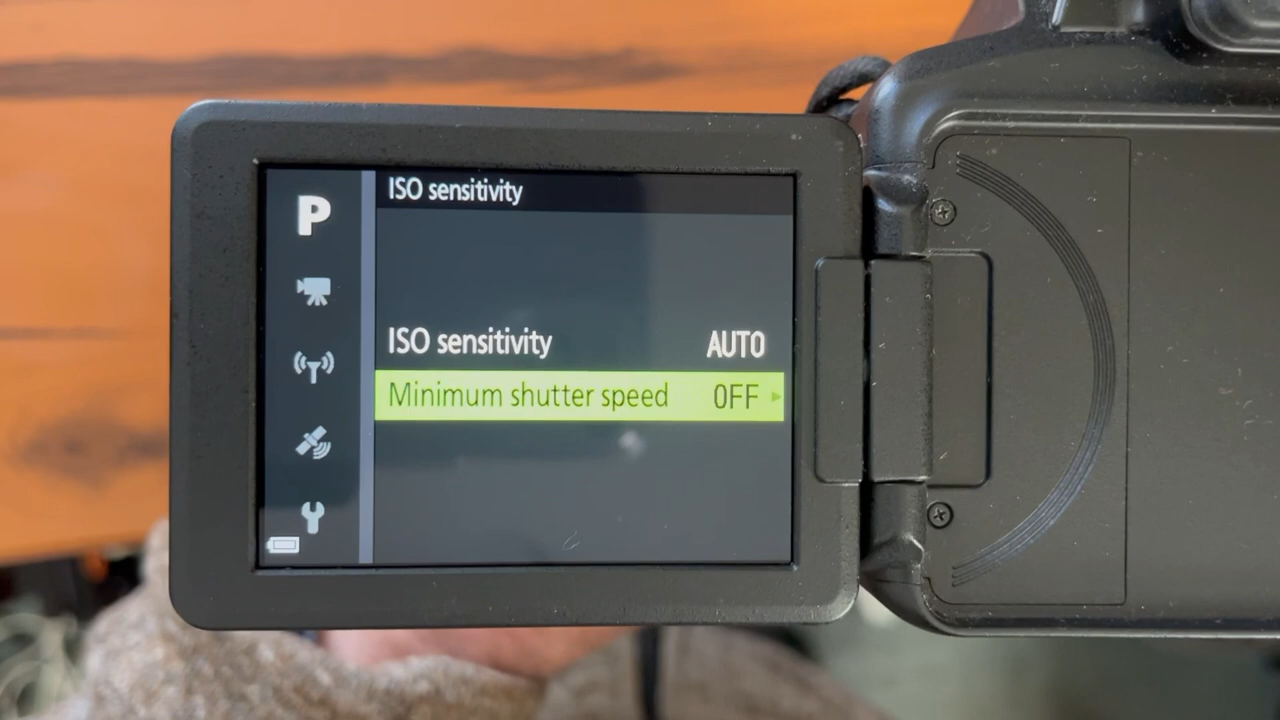 P
ISO sensitivity
ISO sensitivity AUTO
Minimum shutter speed OFF